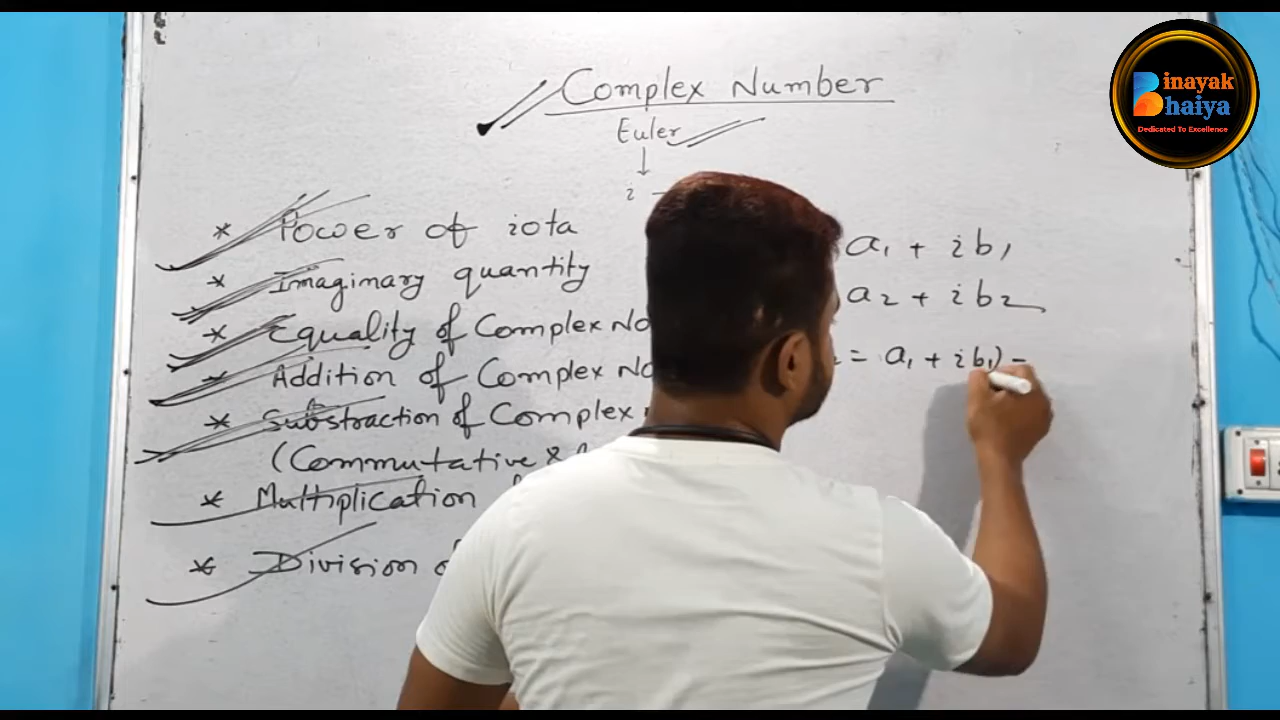 Complex Number
Euler
↓
i
* Power of iota
* Imaginary quantity
* Equality of Complex No
* Addition of Complex No
* Substraction of Complex
(Commutative &
* Multiplication
* Division of
a₁ + ib₁
a₂ + ib₂
= a₁ + ib₁) -
Binayak
Bhaiya
Dedicated To Excellence